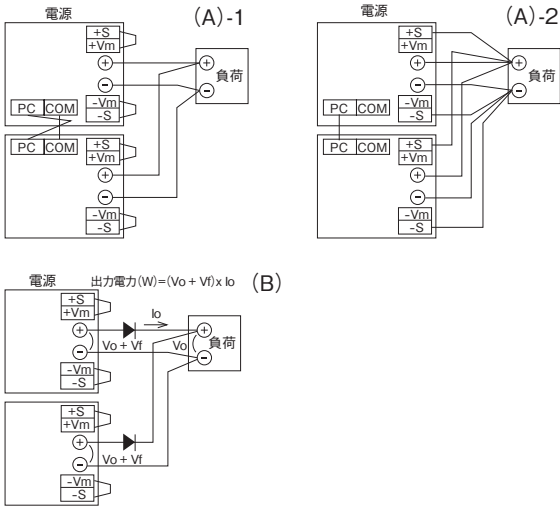 電源
(A)-1
+S
+Vm
+
-
負荷
PC COM
-Vm
-S
PC COM
+S
+Vm
+
-
-Vm
-S
電源
(A)-2
+S
+Vm
+
-
負荷
PC COM
-Vm
-S
PC COM
+S
+Vm
+
-
-Vm
-S
電源
出力電力(W)=(Vo + Vf)x Io
(B)
+S
+Vm
Io
+
-
Vo + Vf
Vo
負荷
-Vm
-S
+S
+Vm
+
-
Vo + Vf
-Vm
-S